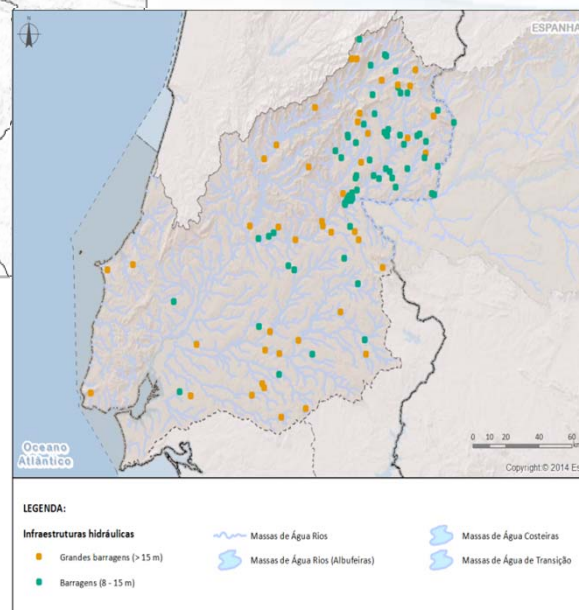 ESPANHA
Oceano
Atlântico
0 10 20 40 60
Copyright:© 2014 Es
LEGENDA:
Infraestruturas hidráulicas
Grandes barragens (> 15 m)
Barragens (8 - 15 m)
Massas de Água Rios
Massas de Água Rios (Albufeiras)
Massas de Água Costeiras
Massas de Água de Transição